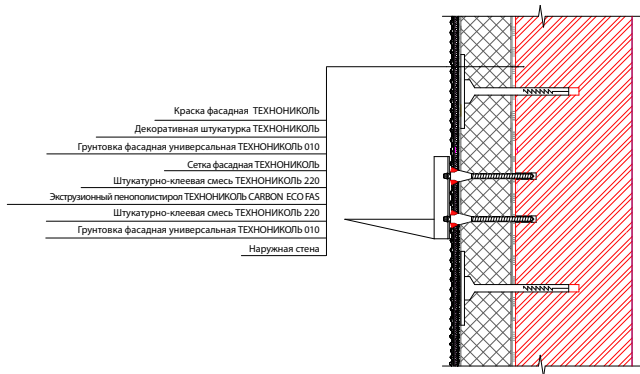 Краска фасадная ТЕХНОНИКОЛЬ
Декоративная штукатурка ТЕХНОНИКОЛЬ
Грунтовка фасадная универсальная ТЕХНОНИКОЛЬ 010
Сетка фасадная ТЕХНОНИКОЛЬ
Штукатурно-клеевая смесь ТЕХНОНИКОЛЬ 220
Экструзионный пенополистирол ТЕХНОНИКОЛЬ CARBON ECO FAS
Штукатурно-клеевая смесь ТЕХНОНИКОЛЬ 220
Грунтовка фасадная универсальная ТЕХНОНИКОЛЬ 010
Наружная стена